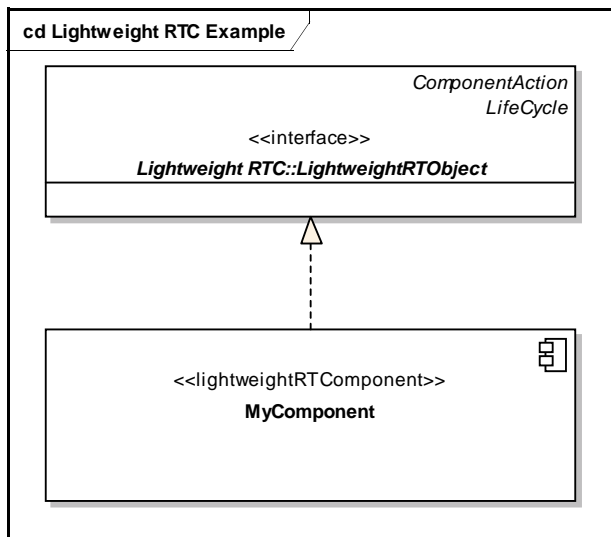 cd Lightweight RTC Example
ComponentAction
LifeCycle
<<interface>>
Lightweight RTC::LightweightRTObject
<<lightweightRTComponent>>
MyComponent